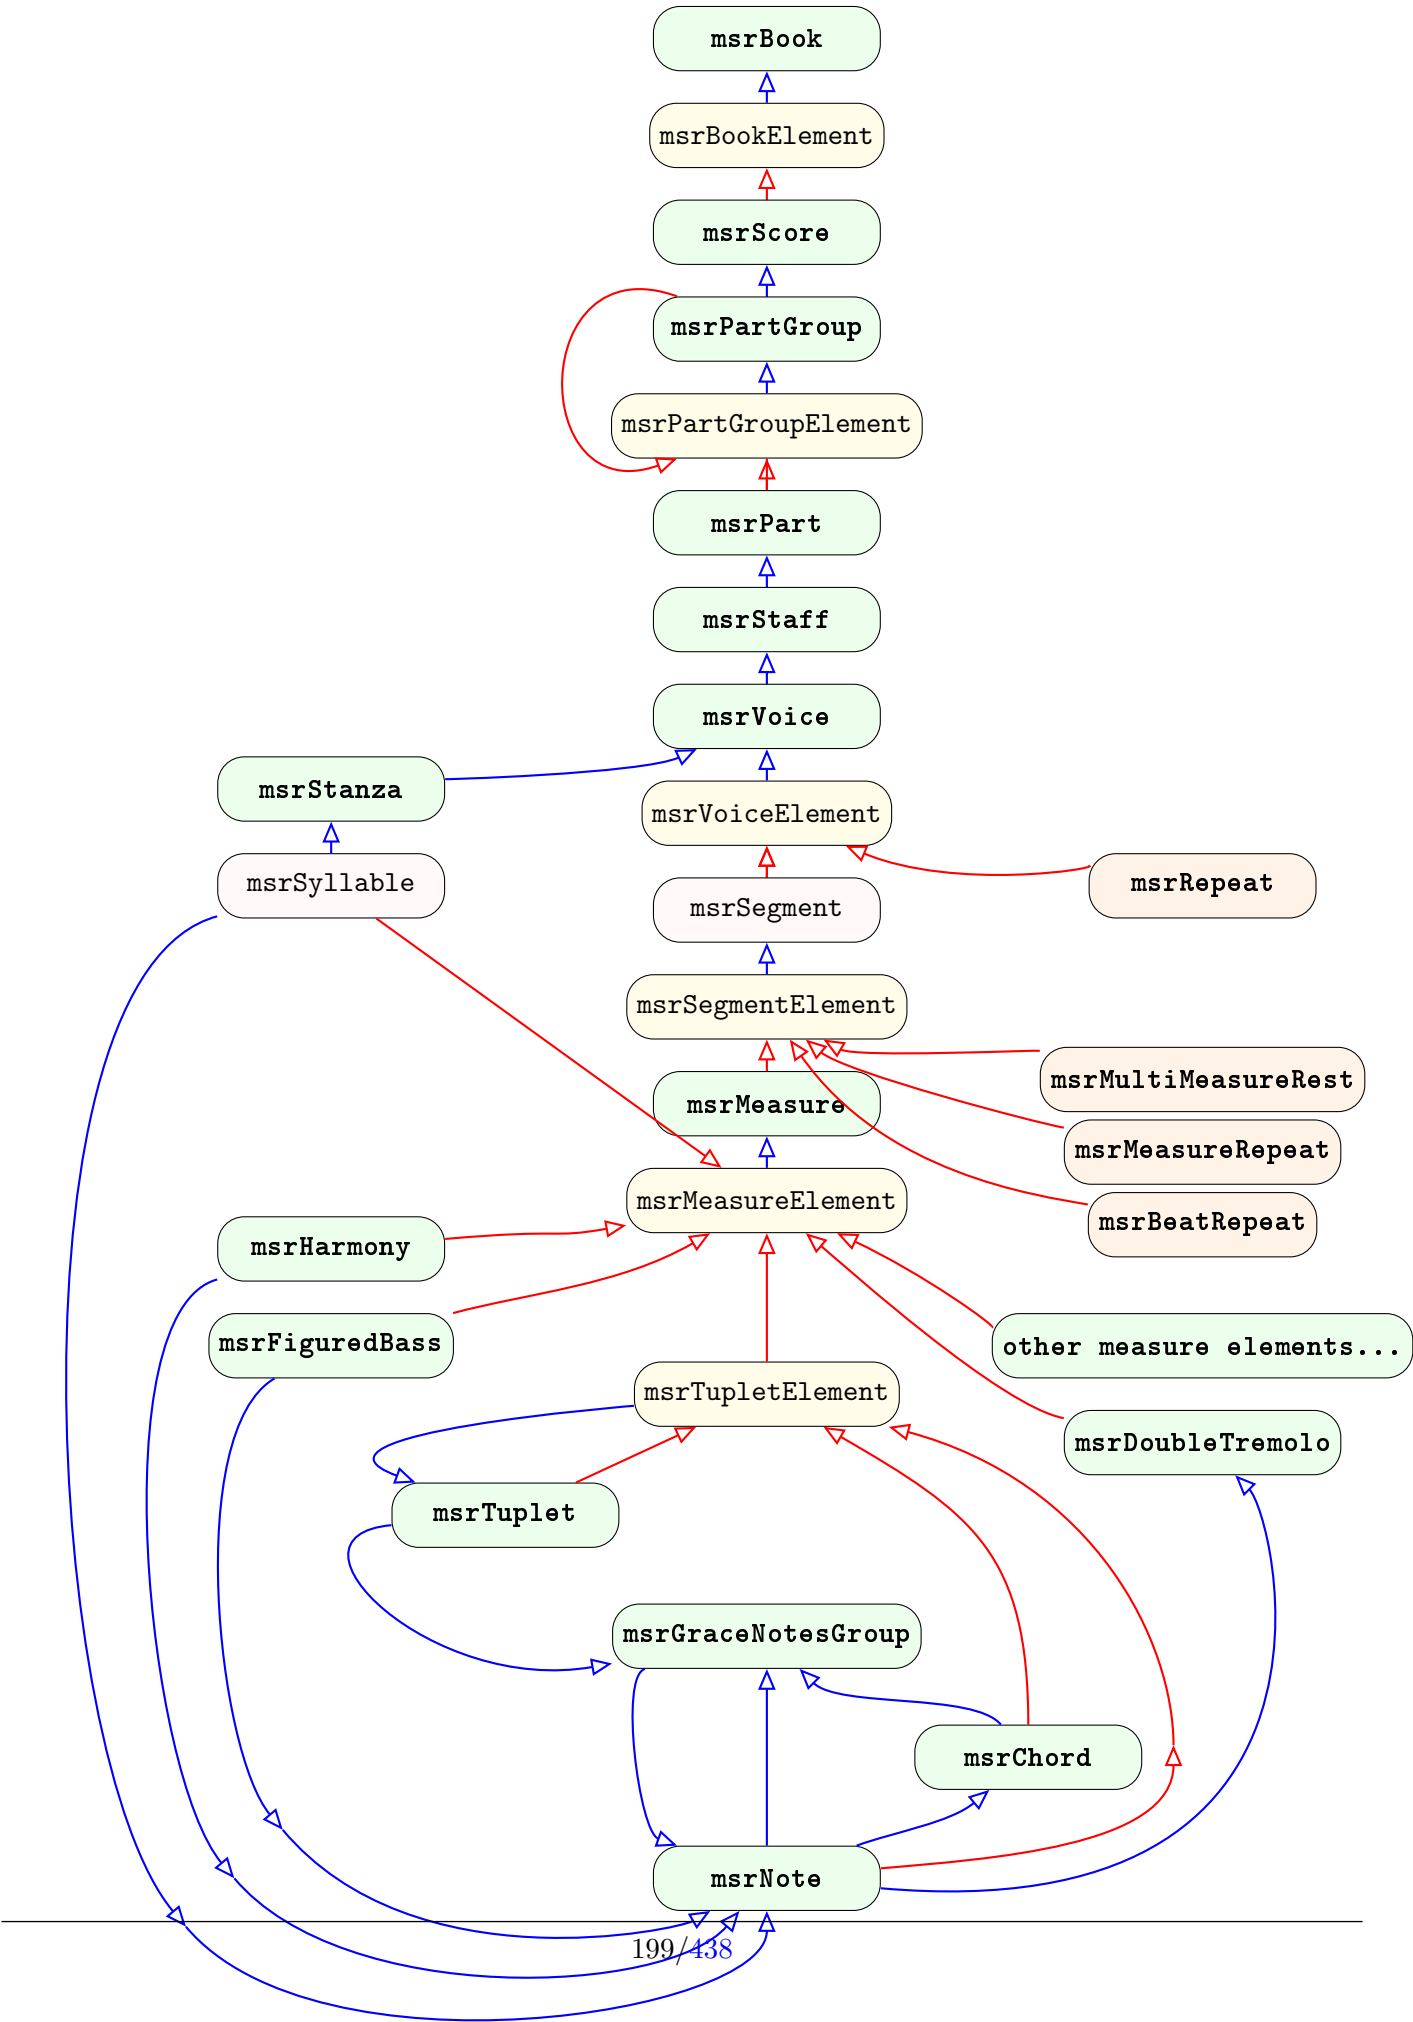 msrBook
msrBookElement
msrScore
msrPartGroup
msrPartGroupElement
msrPart
msrStaff
msrVoice
msrStanza
msrVoiceElement
msrSyllable
msrRepeat
msrSegment
msrSegmentElement
msrMultiMeasureRest
msrMeasure
msrMeasureRepeat
msrMeasureElement
msrBeatRepeat
msrHarmony
msrFiguredBass
other measure elements...
msrTupletElement
msrDoubleTremolo
msrTuplet
msrGraceNotesGroup
msrChord
msrNote
199/438